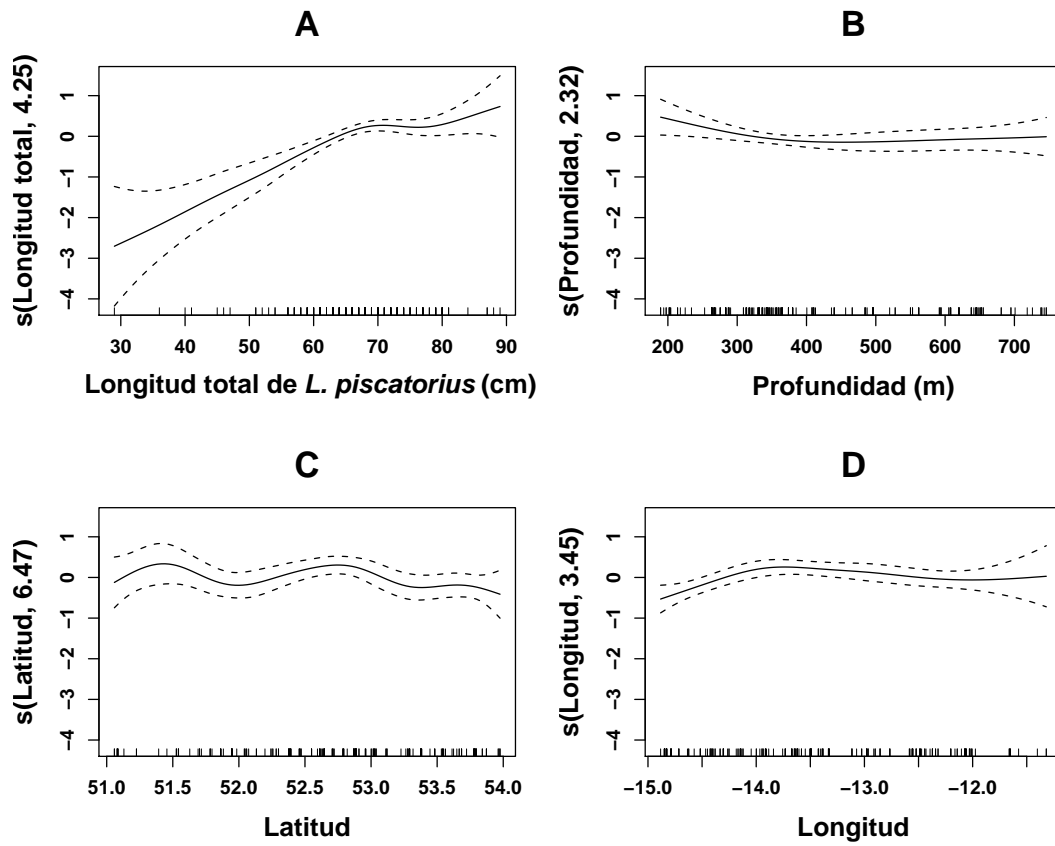 A
s(Longitud total, 4.25)
1
0
−1
−2
−3
−4
30 40 50 60 70 80 90
Longitud total de L. piscatorius (cm)
B
s(Profundidad, 2.32)
1
0
−1
−2
−3
−4
200 300 400 500 600 700
Profundidad (m)
C
s(Latitud, 6.47)
1
0
−1
−2
−3
−4
51.0 51.5 52.0 52.5 53.0 53.5 54.0
Latitud
D
s(Longitud, 3.45)
1
0
−1
−2
−3
−4
−15.0 −14.0 −13.0 −12.0
Longitud